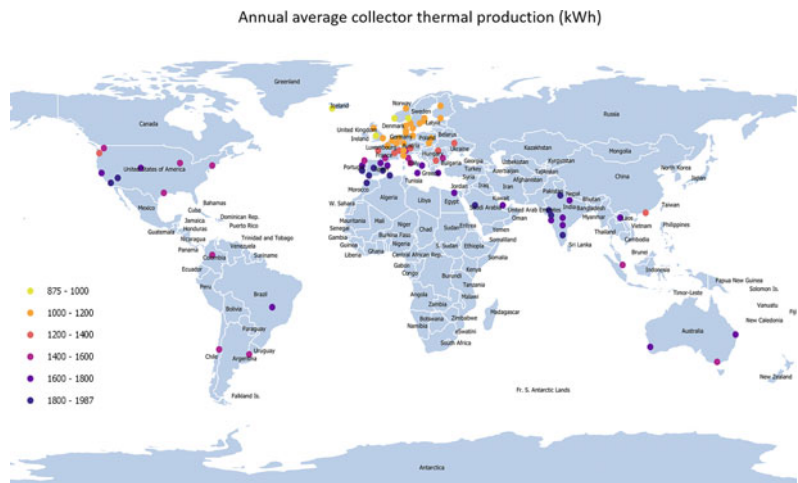 Annual average collector thermal production (kWh)
Greenland
Iceland
Norway
Sweden
Russia
Canada
United Kingdom
Denmark
Latvia
Ireland
Germany
Poland
Belarus
Ukraine
Kazakhstan
Mongolia
Bulgaria
Georgia
Uzbekistan
Kyrgyzstan
North Korea
United States of America
Greece
Turkey
Azerbaijan
Tajikistan
Japan
Tunisia
Syria
Afghanistan
China
Morocco
Jordan
Iraq
Iran
Algeria
Libya
Egypt
Kuwait
Pakistan
Nepal
Bhutan
Taiwan
Mexico
Bahamas
Cuba
W. Sahara
Saudi Arabia
United Arab Emirates
India
Bangladesh
Jamaica
Dominican Rep.
Mauritania
Mali
Niger
Oman
Myanmar
Laos
Guatemala
Honduras
Puerto Rico
Senegal
Chad
Sudan
Eritrea
Yemen
Thailand
Vietnam
Philippines
Nicaragua
Trinidad and Tobago
Gambia
Burkina Faso
Cambodia
Panama
Venezuela
Guinea
Nigeria
S. Sudan
Ethiopia
Somaliland
Sri Lanka
Colombia
Suriname
Liberia
Ghana
Central African Rep.
Somalia
Brunei
Ecuador
Gabon
Kenya
Indonesia
Congo
Burundi
Papua New Guinea
Peru
Brazil
Tanzania
Timor-Leste
Solomon Is.
875 - 1000
1000 - 1200
1200 - 1400
1400 - 1600
1600 - 1800
1800 - 1987
Angola
Malawi
Bolivia
Zambia
Madagascar
Vanuatu
Botswana
Zimbabwe
New Caledonia
Paraguay
Namibia
eSwatini
Australia
South Africa
Uruguay
Chile
Argentina
New Zealand
Fr. S. Antarctic Lands
Falkland Is.
Antarctica